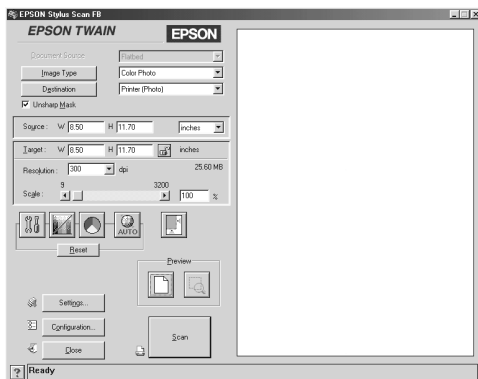 EPSON Stylus Scan FB
EPSON TWAIN EPSON
Document Source Flatbed
Image Type Color Photo
Destination Printer (Photo)
Unsharp Mask
Source: W 8.50 H 11.70 inches
Target: W 8.50 H 11.70 inches
Resolution: 300 dpi 25.60 MB
9 3200
Scale: 100 %
AUTO
Reset
Preview
Settings...
Configuration...
Close
Scan
? Ready